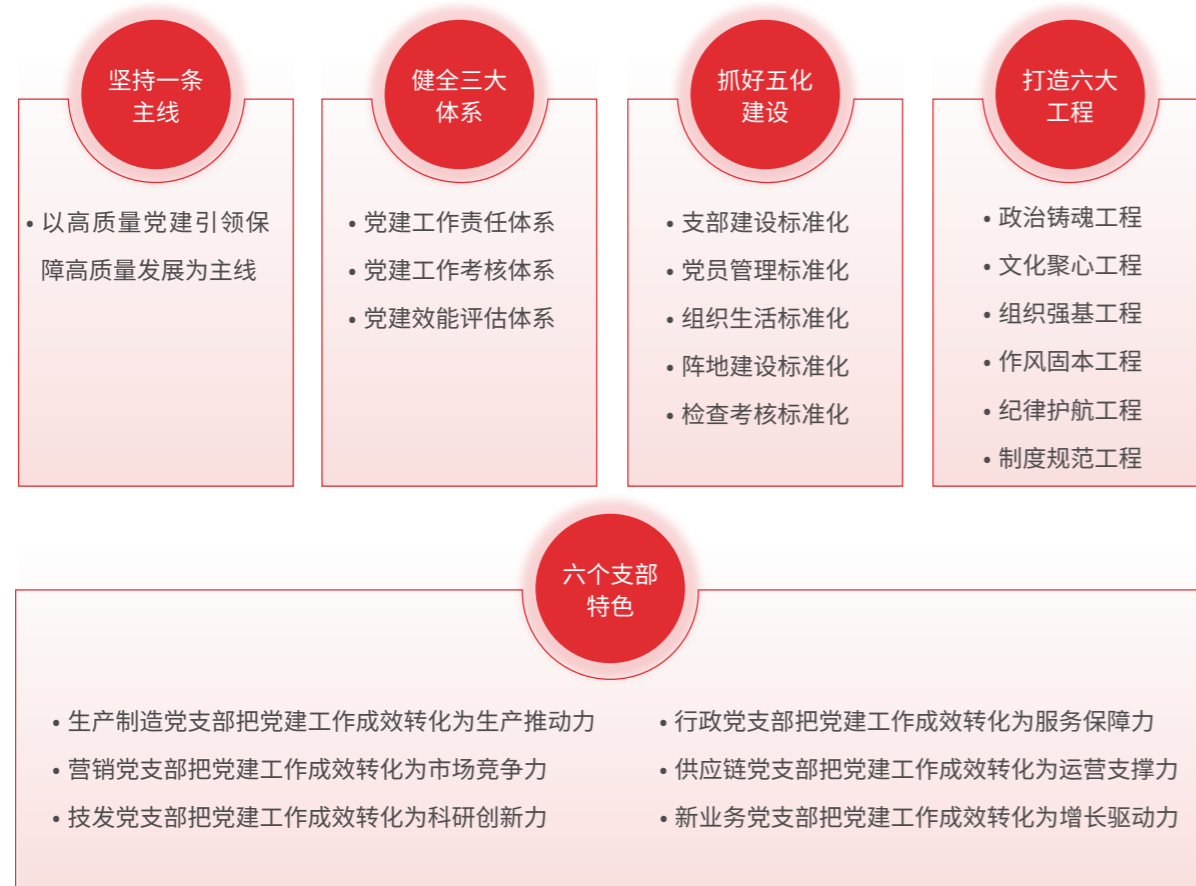 坚持一条
主线
• 以高质量党建引领保
障高质量发展为主线
健全三大
体系
• 党建工作责任体系
• 党建工作考核体系
• 党建效能评估体系
抓好五化
建设
• 支部建设标准化
• 党员管理标准化
• 组织生活标准化
• 阵地建设标准化
• 检查考核标准化
打造六大
工程
• 政治铸魂工程
• 文化聚心工程
• 组织强基工程
• 作风固本工程
• 纪律护航工程
• 制度规范工程
六个支部
特色
• 生产制造党支部把党建工作成效转化为生产推动力
• 营销党支部把党建工作成效转化为市场竞争力
• 技发党支部把党建工作成效转化为科研创新力
• 行政党支部把党建工作成效转化为服务保障力
• 供应链党支部把党建工作成效转化为运营支撑力
• 新业务党支部把党建工作成效转化为增长驱动力